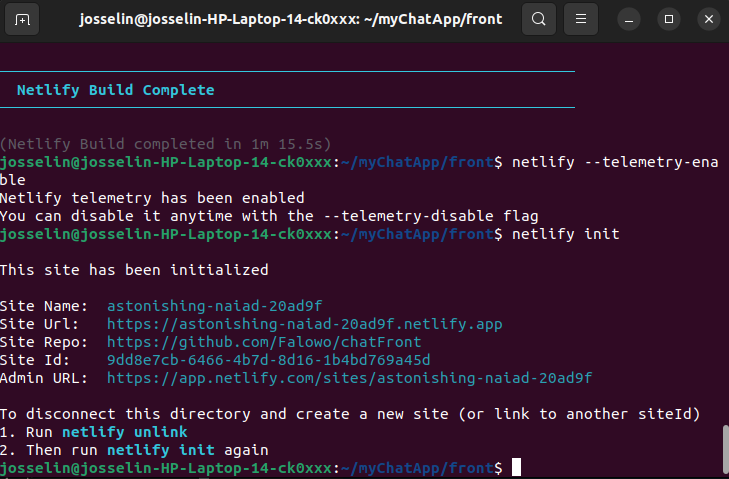 josselin@josselin-HP-Laptop-14-ck0xxx: ~/myChatApp/front
Netlify Build Complete
(Netlify Build completed in 1m 15.5s)
josselin@josselin-HP-Laptop-14-ck0xxx:~/myChatApp/front$ netlify --telemetry-ena
ble
Netlify telemetry has been enabled
You can disable it anytime with the --telemetry-disable flag
josselin@josselin-HP-Laptop-14-ck0xxx:~/myChatApp/front$ netlify init
This site has been initialized
Site Name:  astonishing-naiad-20ad9f
Site Url:   https://astonishing-naiad-20ad9f.netlify.app
Site Repo:  https://github.com/Falowo/chatFront
Site Id:    9dd8e7cb-6466-4b7d-8d16-1b4bd769a45d
Admin URL:  https://app.netlify.com/sites/astonishing-naiad-20ad9f
To disconnect this directory and create a new site (or link to another siteId)
1. Run netlify unlink
2. Then run netlify init again
josselin@josselin-HP-Laptop-14-ck0xxx:~/myChatApp/front$